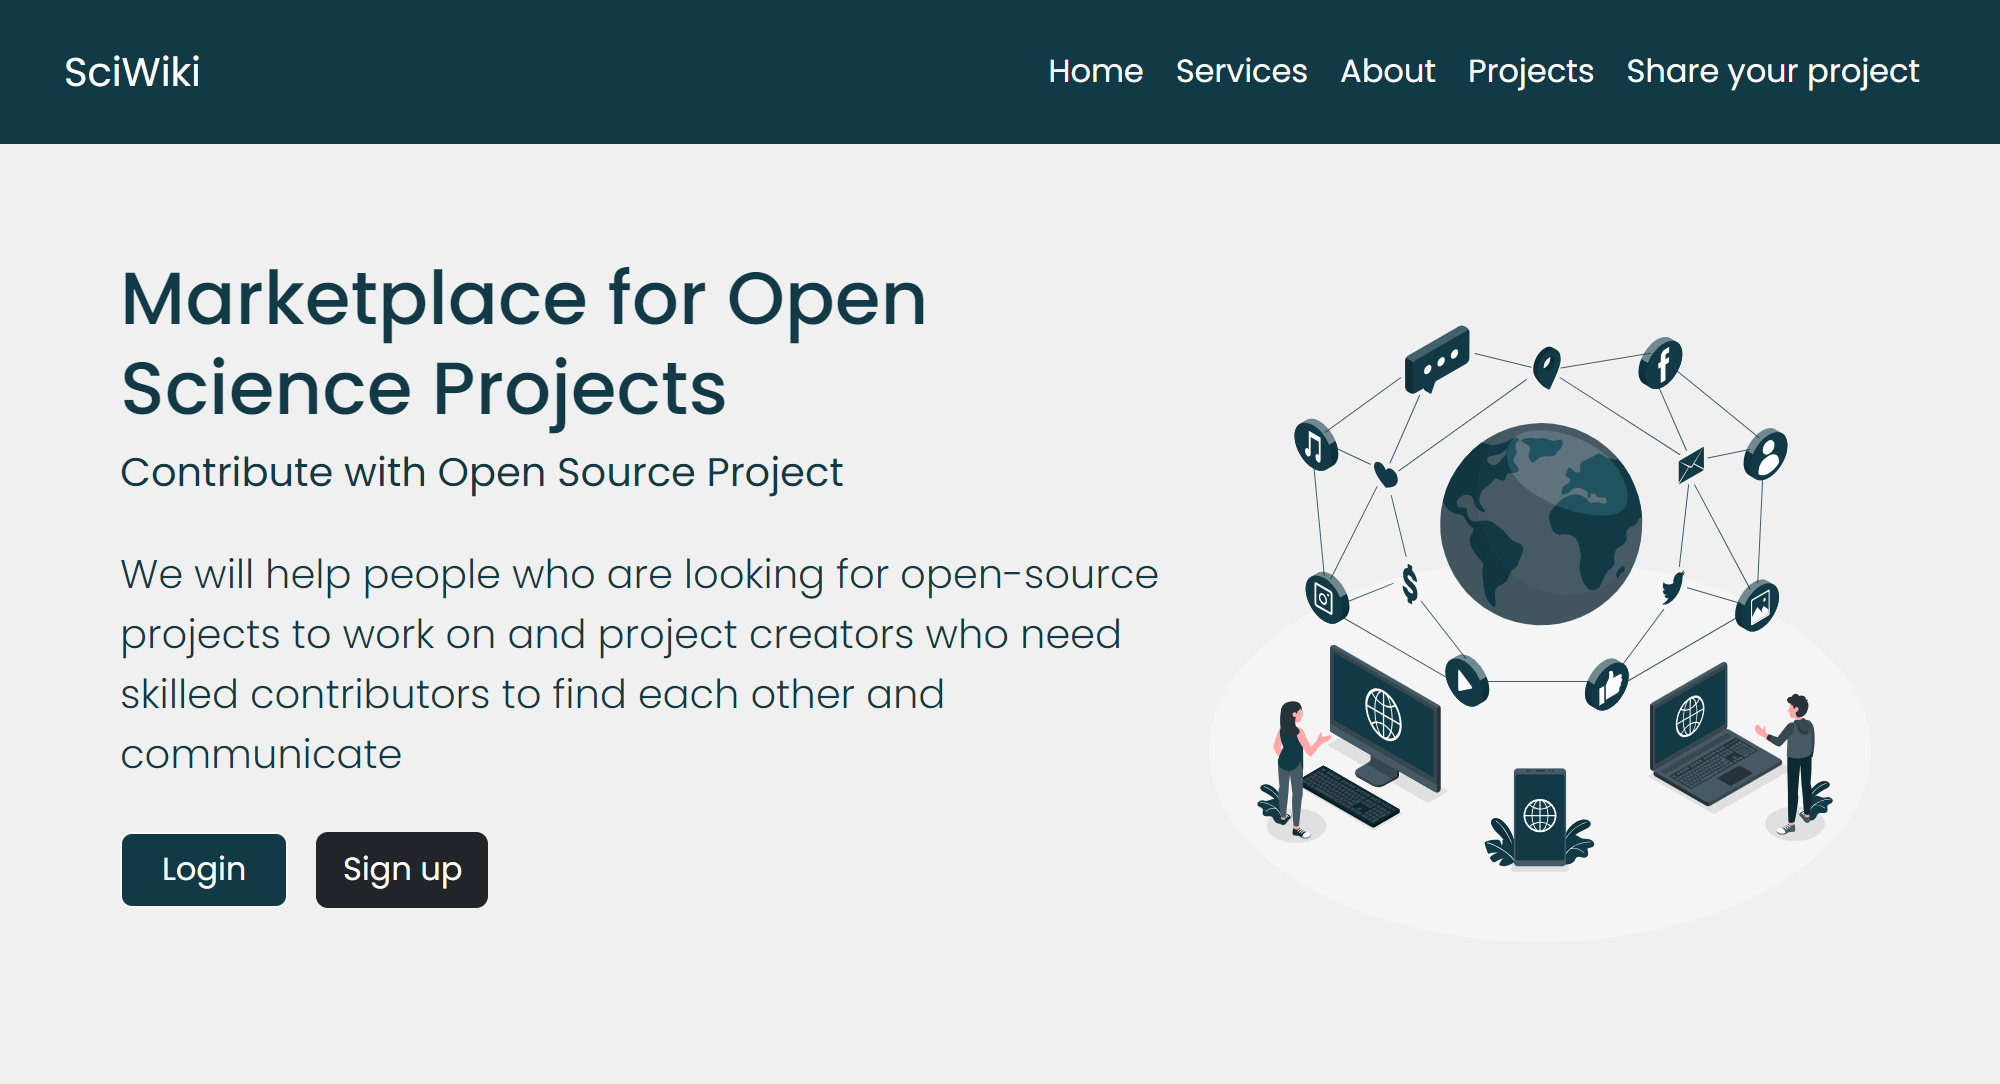 SciWiki
Home Services About Projects Share your project
Marketplace for Open
Science Projects
Contribute with Open Source Project
We will help people who are looking for open-source
projects to work on and project creators who need
skilled contributors to find each other and
communicate
Login Sign up